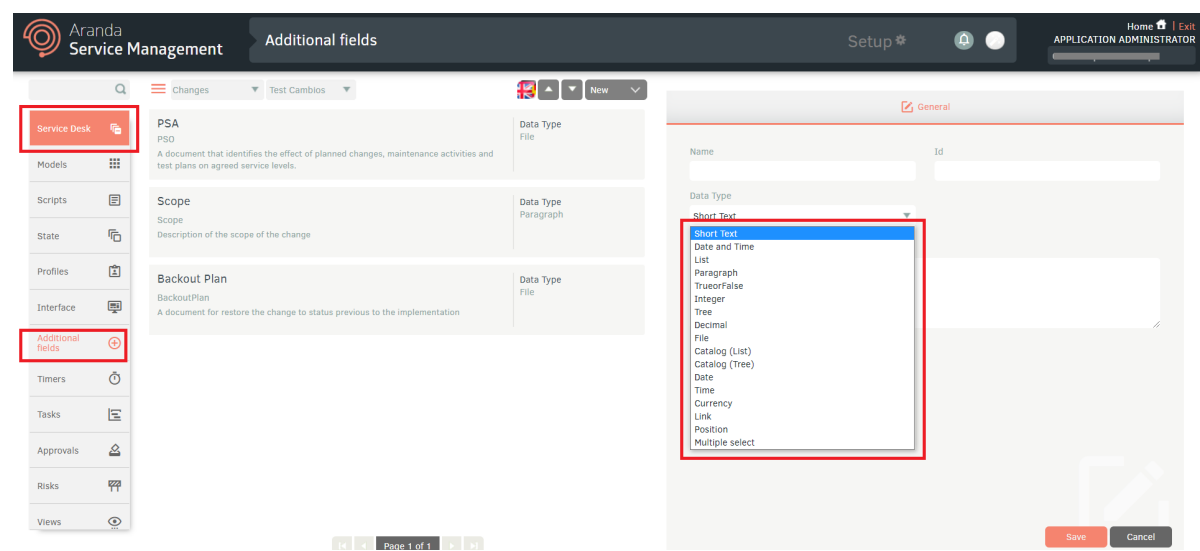 Aranda
Service Management
Additional fields
Setup
Home | Exit
APPLICATION ADMINISTRATOR
Changes
Test Cambios
New
General
Service Desk
Models
Scripts
State
Profiles
Interface
Additional
fields
Timers
Tasks
Approvals
Risks
Views
PSA
PSO
A document that identifies the effect of planned changes, maintenance activities and
test plans on agreed service levels.
Data Type
File
Scope
Scope
Description of the scope of the change
Data Type
Paragraph
Backout Plan
BackoutPlan
A document for restore the change to status previous to the implementation
Data Type
File
Page 1 of 1
Name
Id
Data Type
Short Text
Short Text
Date and Time
List
Paragraph
TrueorFalse
Integer
Tree
Decimal
File
Catalog (List)
Catalog (Tree)
Date
Time
Currency
Link
Position
Multiple select
Save
Cancel